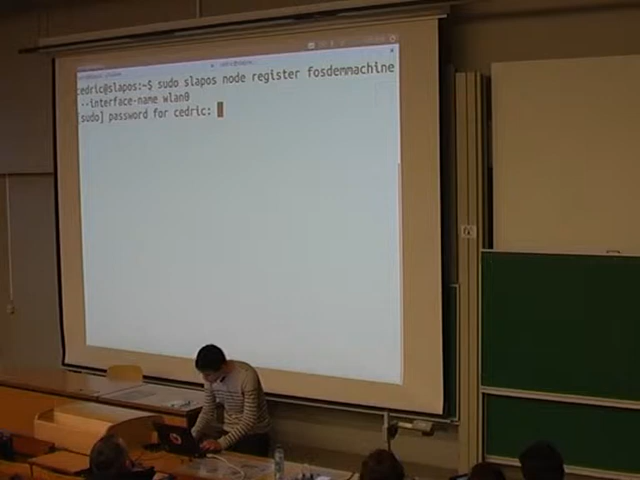 cedric@slapos:~$ sudo slapos node register fosdemmachine
--interface-name wlan0
[sudo] password for cedric: